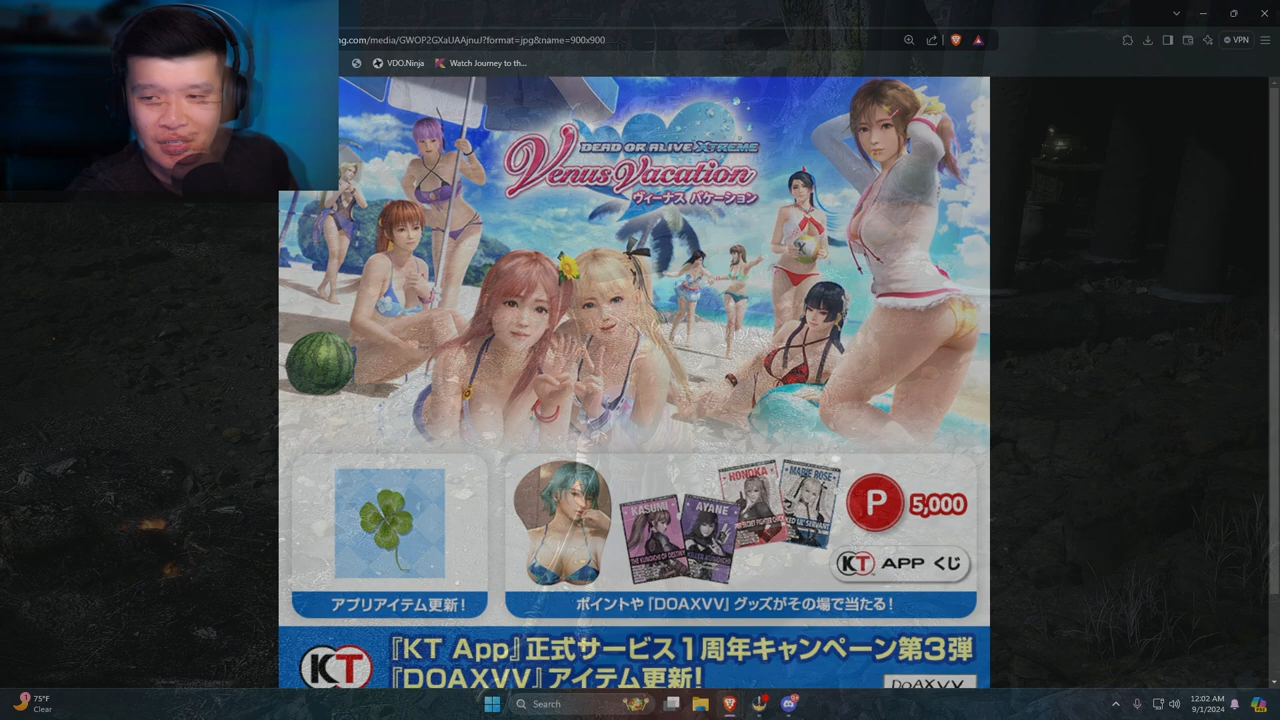 ng.com/media/GWOP2GXaUAAjnuJ?format=jpg&name=900x900
VPN
VDO.Ninja
Watch Journey to th...
DEAD OR ALIVE XTREME
Venus Vacation
ヴィーナス バケーション
HONOKA
MARIE ROSE
KASUMI
AYANE
THE KUNOICHI OF DESTINY
P 5,000
KT APP くじ
アプリアイテム更新!
ポイントや『DOAXVV』グッズがその場で当たる!
KT
『KT App』正式サービス1周年キャンペーン第3弾
『DOAXVV』アイテム更新!
DOAXVV
75°F
Clear
Search
12:02 AM
9/1/2024